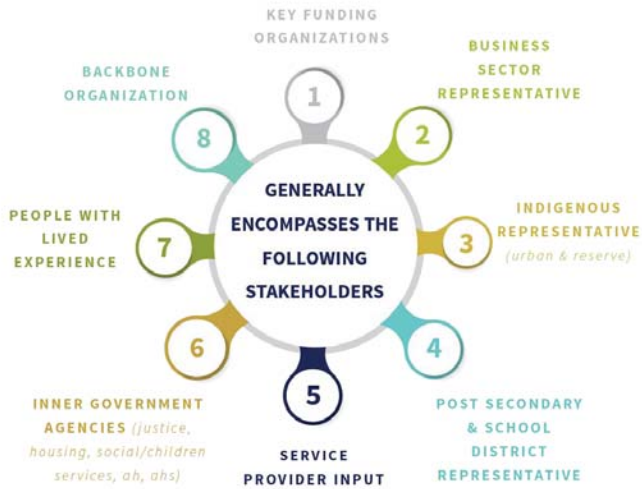 GENERALLY
ENCOMPASSES THE
FOLLOWING
STAKEHOLDERS
1
KEY FUNDING
ORGANIZATIONS
2
BUSINESS
SECTOR
REPRESENTATIVE
3
INDIGENOUS
REPRESENTATIVE
(urban & reserve)
4
POST SECONDARY
& SCHOOL
DISTRICT
REPRESENTATIVE
5
SERVICE
PROVIDER INPUT
6
INNER GOVERNMENT
AGENCIES (justice,
housing, social/children
services, ah, ahs)
7
PEOPLE WITH
LIVED
EXPERIENCE
8
BACKBONE
ORGANIZATION